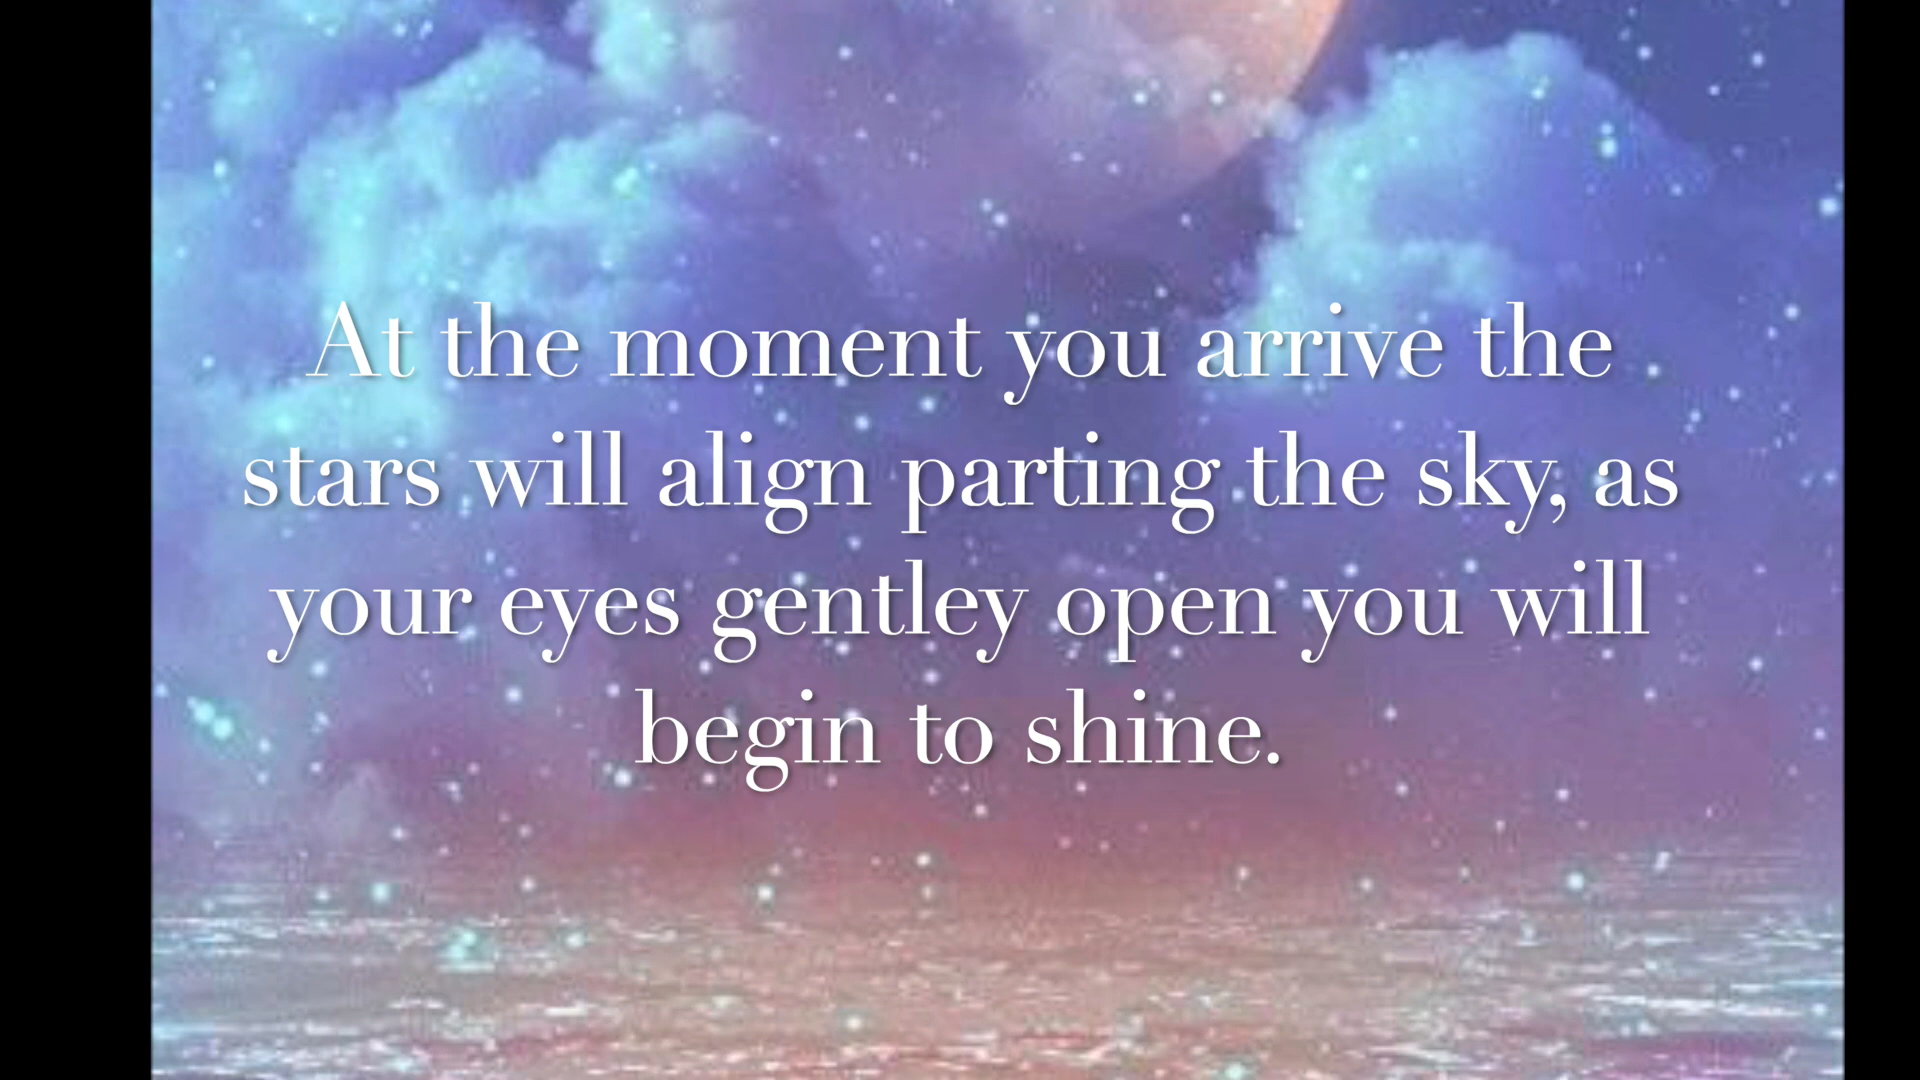 At the moment you arrive the
stars will align parting the sky, as
your eyes gentley open you will
begin to shine.